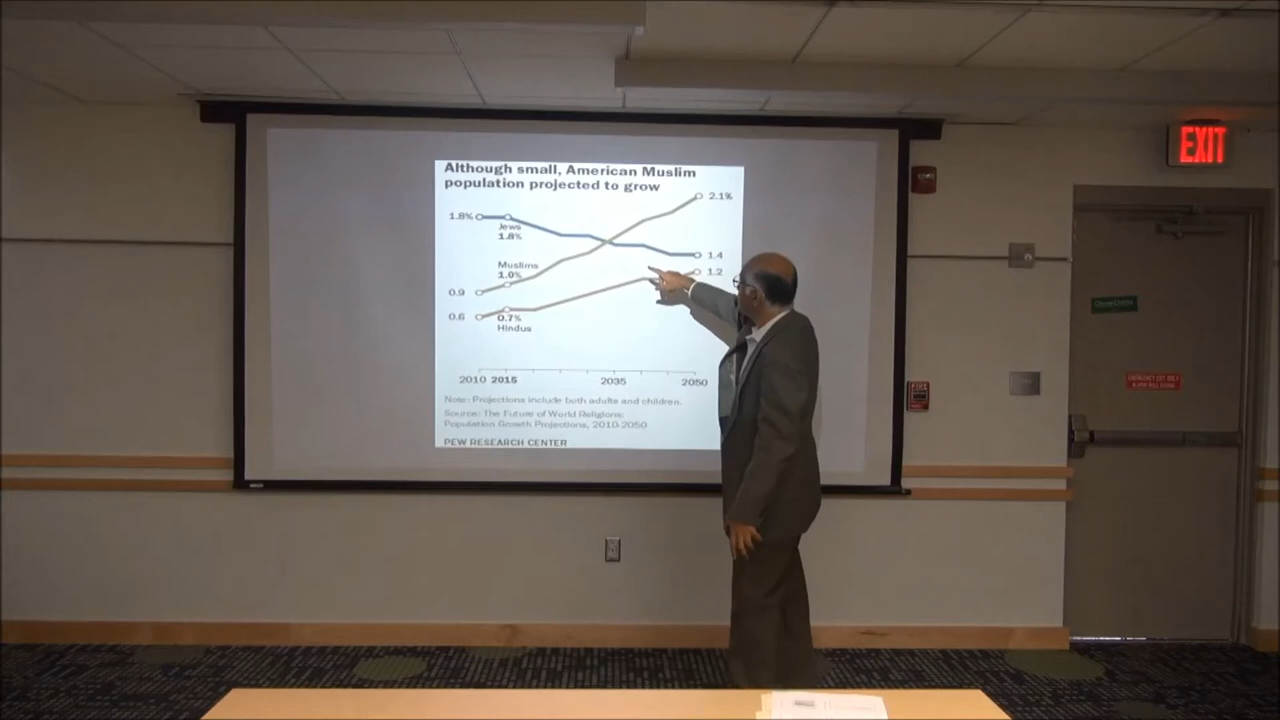 Although small, American Muslim
population projected to grow
2.1%
1.8%
Jews
1.8%
1.4
Muslims
1.0%
1.2
0.9
0.6
0.7%
Hindus
2010 2015 2035 2050
Note: Projections include both adults and children.
Source: The Future of World Religions:
Population Growth Projections, 2010-2050
PEW RESEARCH CENTER
EXIT
FIRE